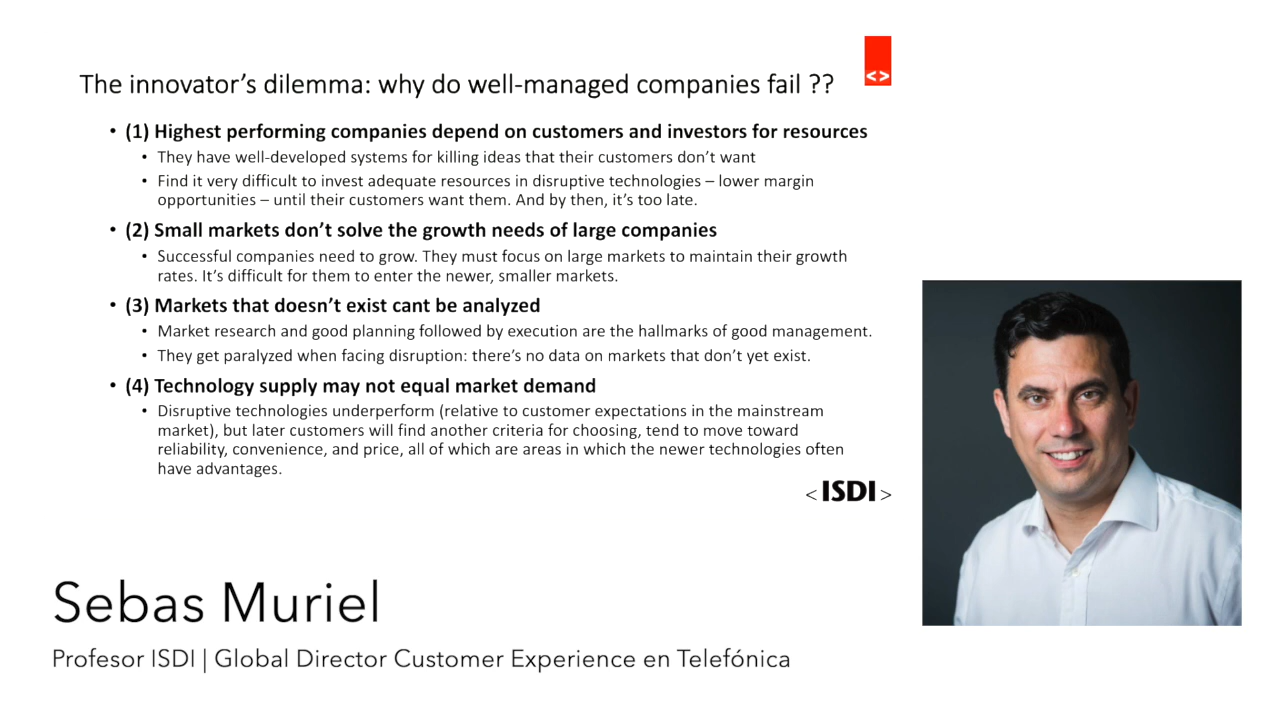 The innovator’s dilemma: why do well-managed companies fail ??
<>
• (1) Highest performing companies depend on customers and investors for resources
• They have well-developed systems for killing ideas that their customers don’t want
• Find it very difficult to invest adequate resources in disruptive technologies – lower margin
opportunities – until their customers want them. And by then, it’s too late.
• (2) Small markets don’t solve the growth needs of large companies
• Successful companies need to grow. They must focus on large markets to maintain their growth
rates. It’s difficult for them to enter the newer, smaller markets.
• (3) Markets that doesn’t exist cant be analyzed
• Market research and good planning followed by execution are the hallmarks of good management.
• They get paralyzed when facing disruption: there’s no data on markets that don’t yet exist.
• (4) Technology supply may not equal market demand
• Disruptive technologies underperform (relative to customer expectations in the mainstream
market), but later customers will find another criteria for choosing, tend to move toward
reliability, convenience, and price, all of which are areas in which the newer technologies often
have advantages.
<ISDI>
Sebas Muriel
Profesor ISDI | Global Director Customer Experience en Telefónica